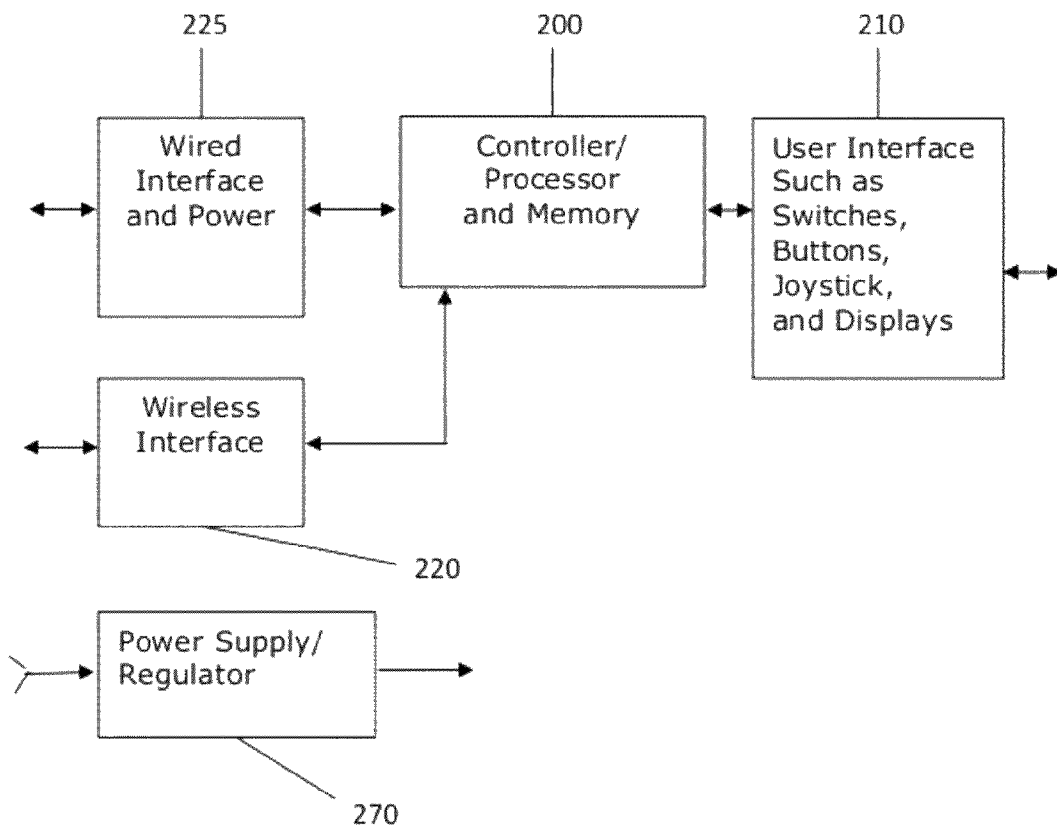 225
200
210
Wired
Interface
and Power
Controller/
Processor
and Memory
User Interface
Such as
Switches,
Buttons,
Joystick,
and Displays
Wireless
Interface
220
Power Supply/
Regulator
270